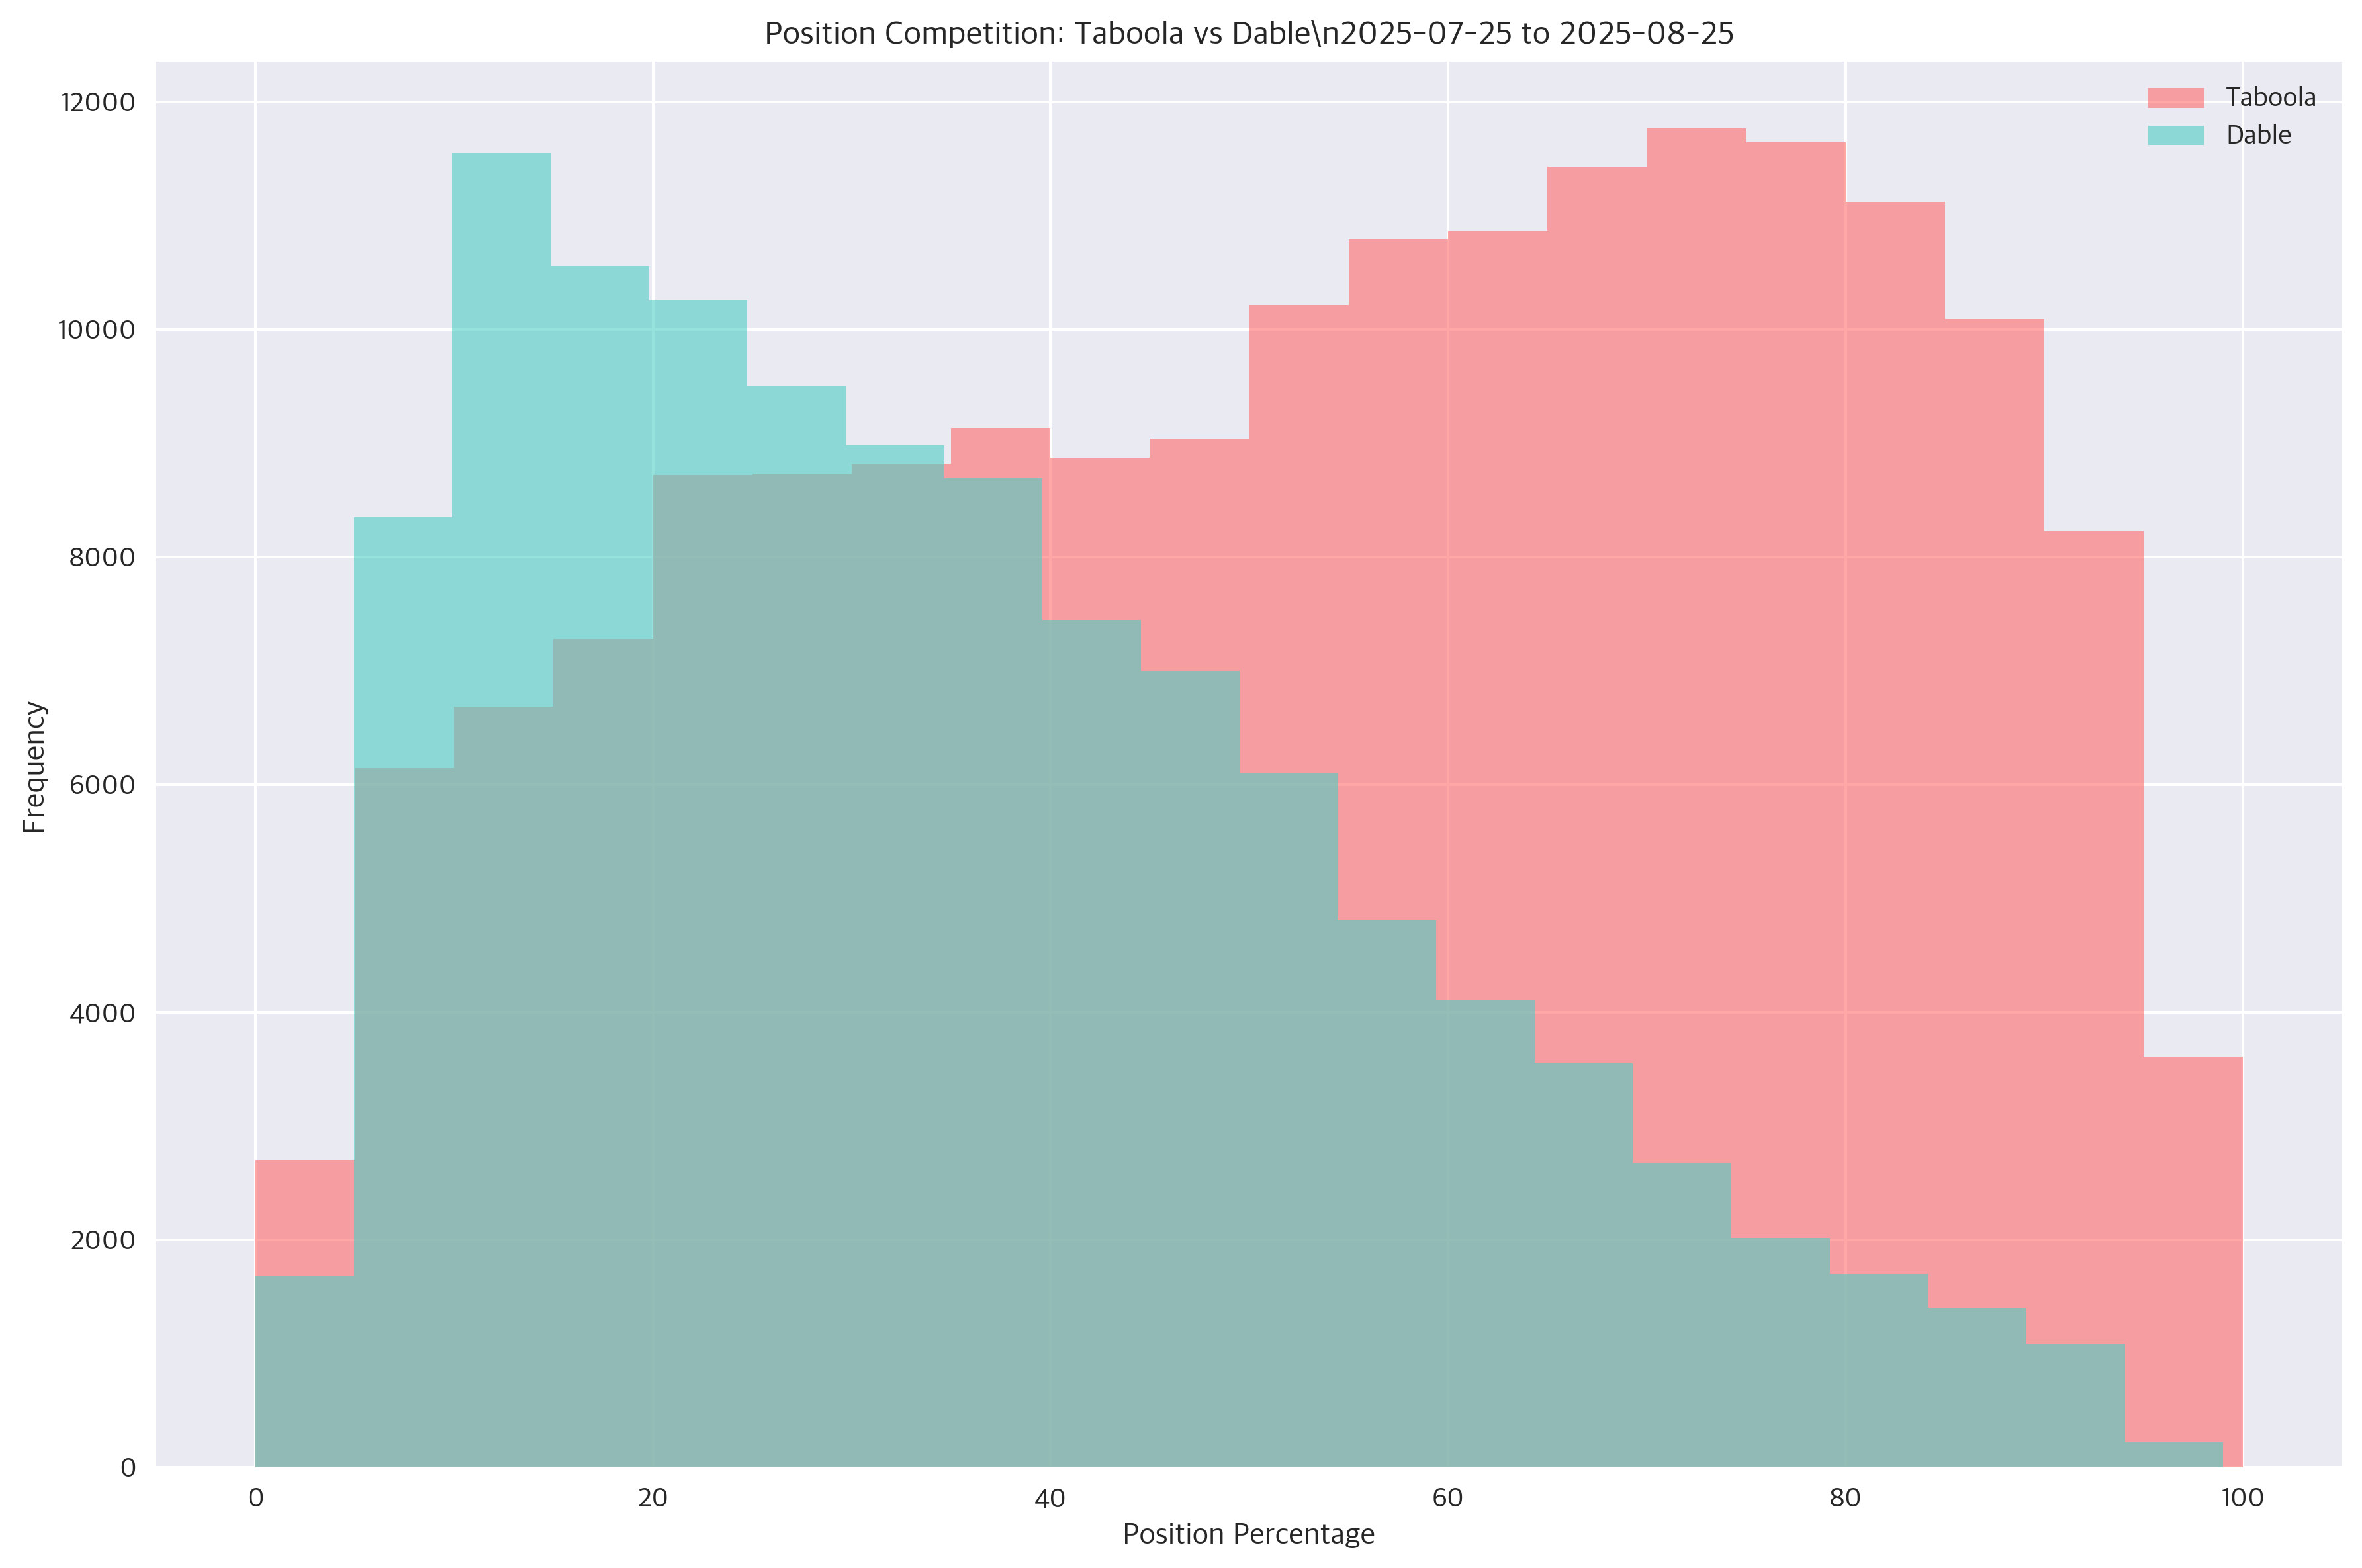 Position Competition: Taboola vs Dable\n2025-07-25 to 2025-08-25
Taboola
Dable
12000
10000
8000
6000
4000
2000
0
Frequency
0 20 40 60 80 100
Position Percentage